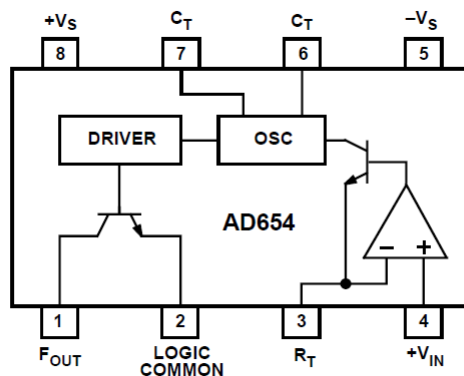 +VS CT CT –VS
8 7 6 5
DRIVER OSC
AD654
– +
1 2 3 4
FOUT LOGIC COMMON RT +VIN